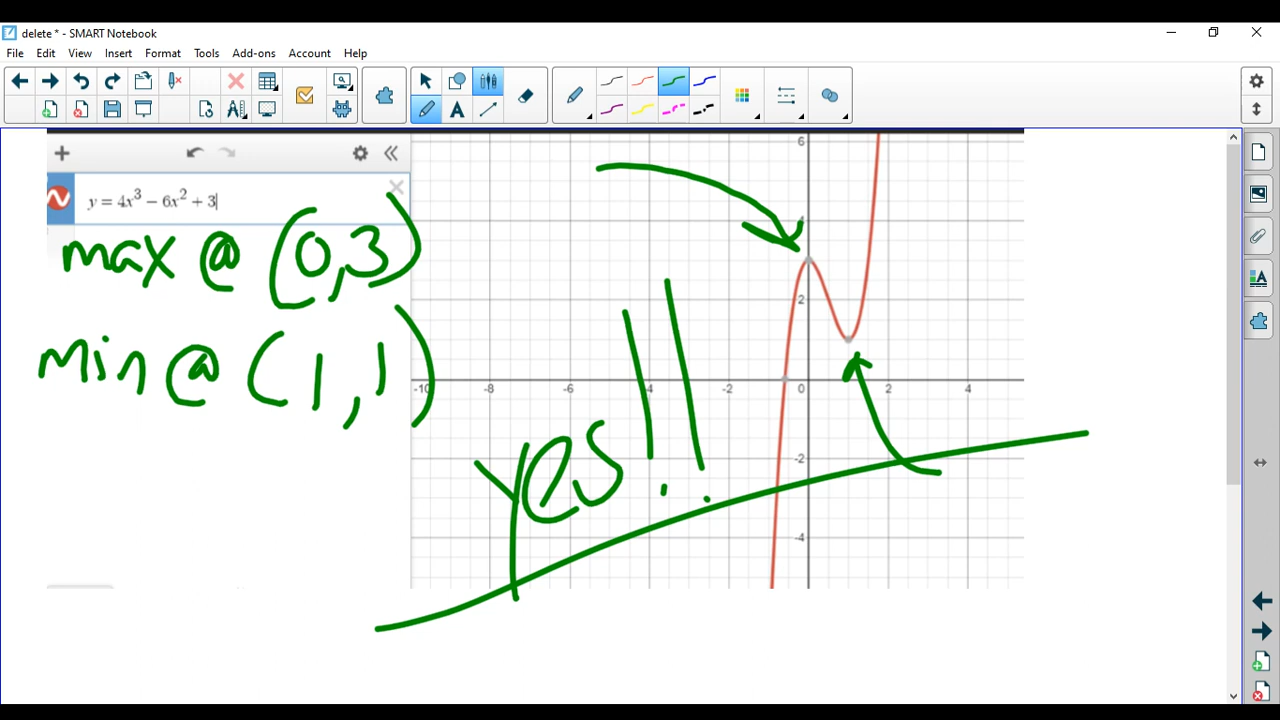 delete * - SMART Notebook
File Edit View Insert Format Tools Add-ons Account Help
y = 4x³ − 6x² + 3
max @ (0,3)
min @ (1,1)
Yes!!
6
4
2
-10 -8 -6 -4 -2 0 2 4
-2
-4